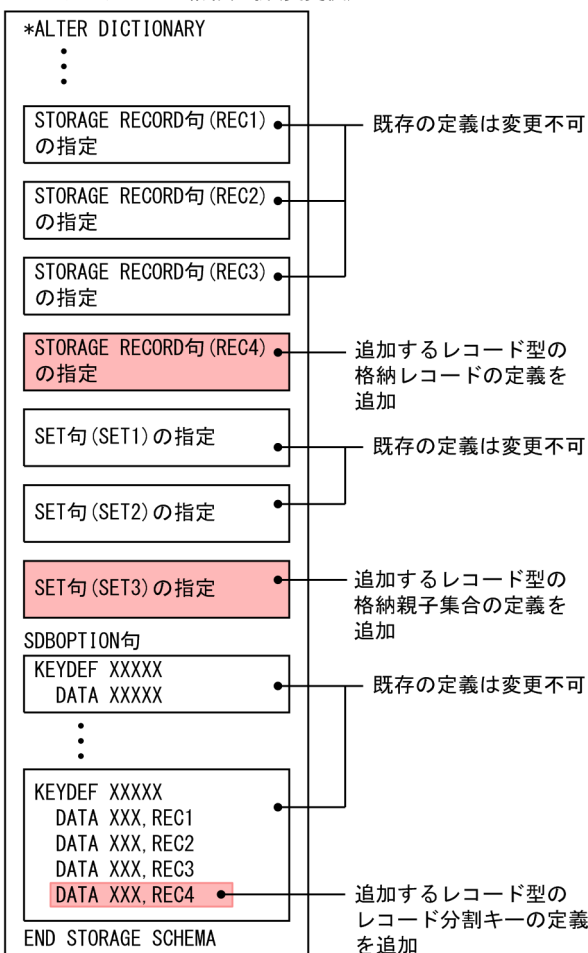 *ALTER DICTIONARY
STORAGE RECORD句(REC1)
の指定
既存の定義は変更不可
STORAGE RECORD句(REC2)
の指定
STORAGE RECORD句(REC3)
の指定
STORAGE RECORD句(REC4)
の指定
追加するレコード型の
格納レコードの定義を
追加
SET句(SET1)の指定
既存の定義は変更不可
SET句(SET2)の指定
SET句(SET3)の指定
追加するレコード型の
格納親子集合の定義を
追加
SDBOPTION句
KEYDEF XXXXX
DATA XXXXX
既存の定義は変更不可
KEYDEF XXXXX
DATA XXX,REC1
DATA XXX,REC2
DATA XXX,REC3
DATA XXX,REC4
追加するレコード型の
レコード分割キーの定義
を追加
END STORAGE SCHEMA